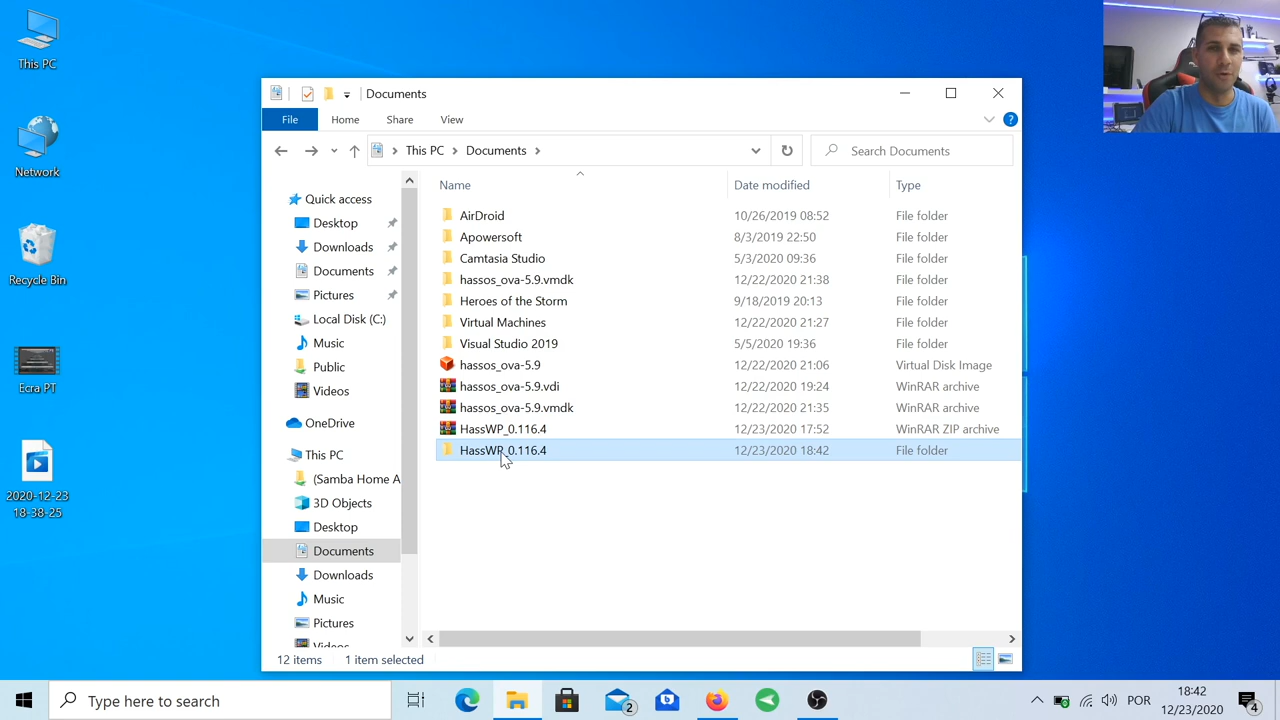 This PC
Network
Recycle Bin
Ecra PT
2020-12-23
18-38-25
Documents
File
Home
Share
View
This PC
Documents
Search Documents
Quick access
Desktop
Downloads
Documents
Pictures
Local Disk (C:)
Music
Public
Videos
OneDrive
This PC
(Samba Home A
3D Objects
Desktop
Documents
Downloads
Music
Pictures
Videos
Name Date modified Type
AirDroid 10/26/2019 08:52 File folder
Apowersoft 8/3/2019 22:50 File folder
Camtasia Studio 5/3/2020 09:36 File folder
hassos_ova-5.9.vmdk 12/22/2020 21:38 File folder
Heroes of the Storm 9/18/2019 20:13 File folder
Virtual Machines 12/22/2020 21:27 File folder
Visual Studio 2019 5/5/2020 19:36 File folder
hassos_ova-5.9 12/22/2020 21:06 Virtual Disk Image
hassos_ova-5.9.vdi 12/22/2020 19:24 WinRAR archive
hassos_ova-5.9.vmdk 12/22/2020 21:35 WinRAR archive
HassWP_0.116.4 12/23/2020 17:52 WinRAR ZIP archive
HassWP_0.116.4 12/23/2020 18:42 File folder
12 items 1 item selected
Type here to search
2
POR
18:42
12/23/2020
4